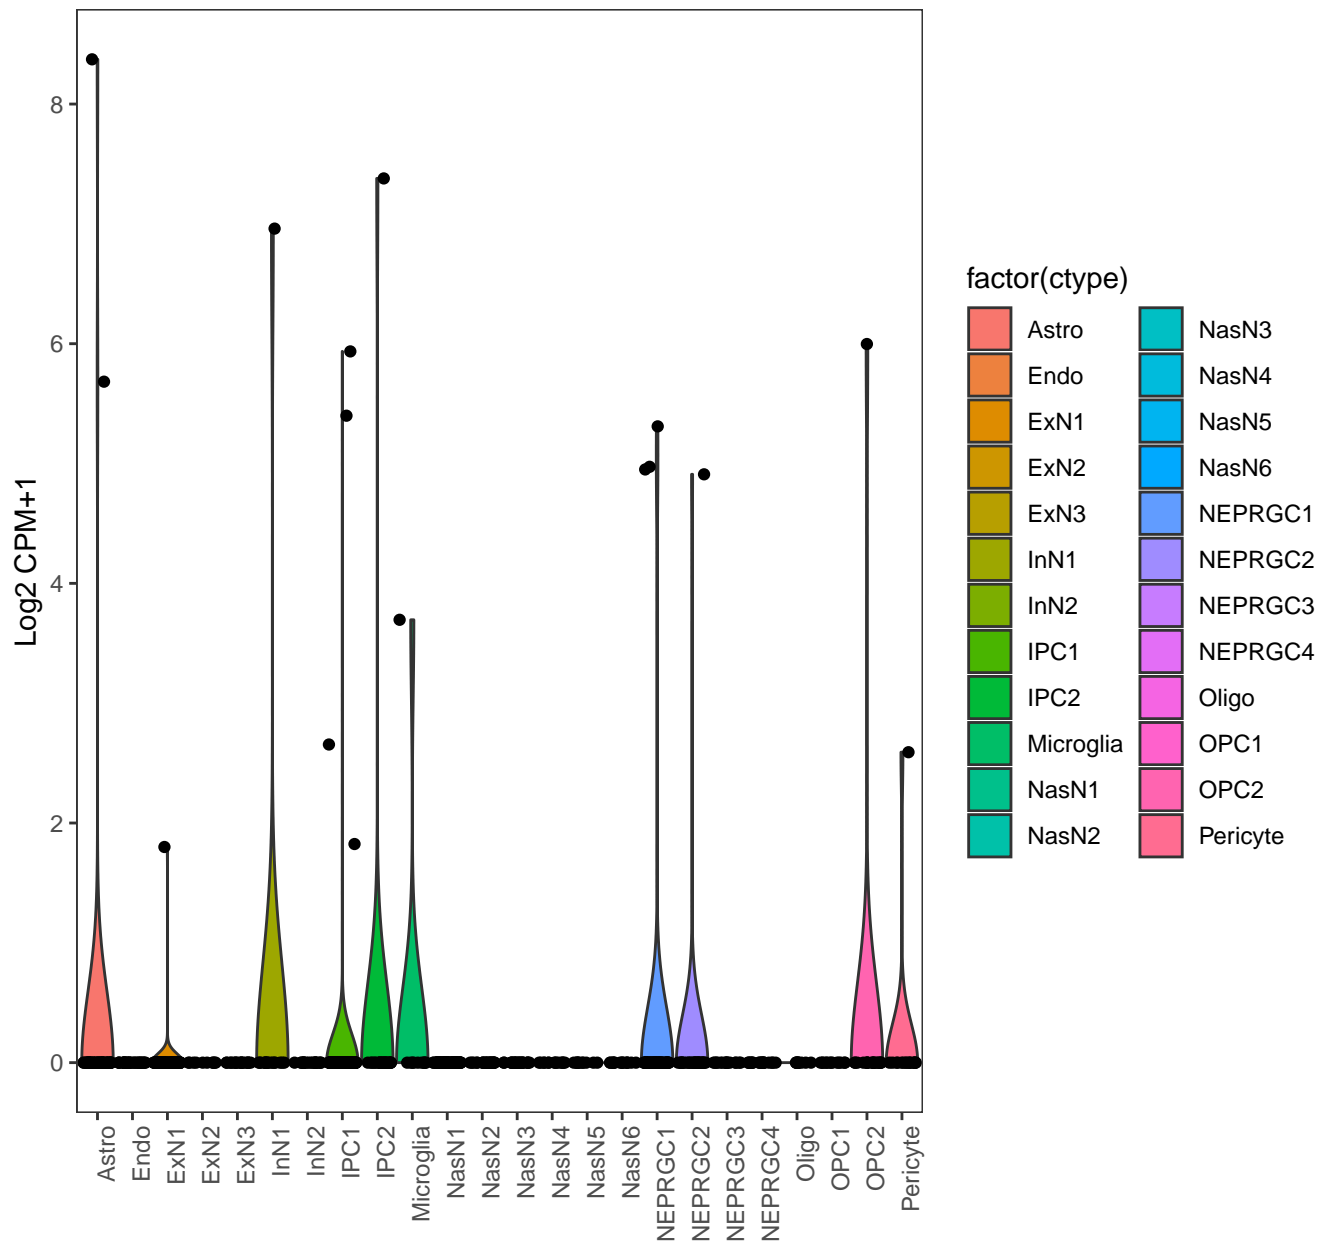 8
6
4
2
0
Log2 CPM+1
Astro
Endo
ExN1
ExN2
ExN3
InN1
InN2
IPC1
IPC2
Microglia
NasN1
NasN2
NasN3
NasN4
NasN5
NasN6
NEPRGC1
NEPRGC2
NEPRGC3
NEPRGC4
Oligo
OPC1
OPC2
Pericyte
factor(ctype)
Astro
Endo
ExN1
ExN2
ExN3
InN1
InN2
IPC1
IPC2
Microglia
NasN1
NasN2
NasN3
NasN4
NasN5
NasN6
NEPRGC1
NEPRGC2
NEPRGC3
NEPRGC4
Oligo
OPC1
OPC2
Pericyte